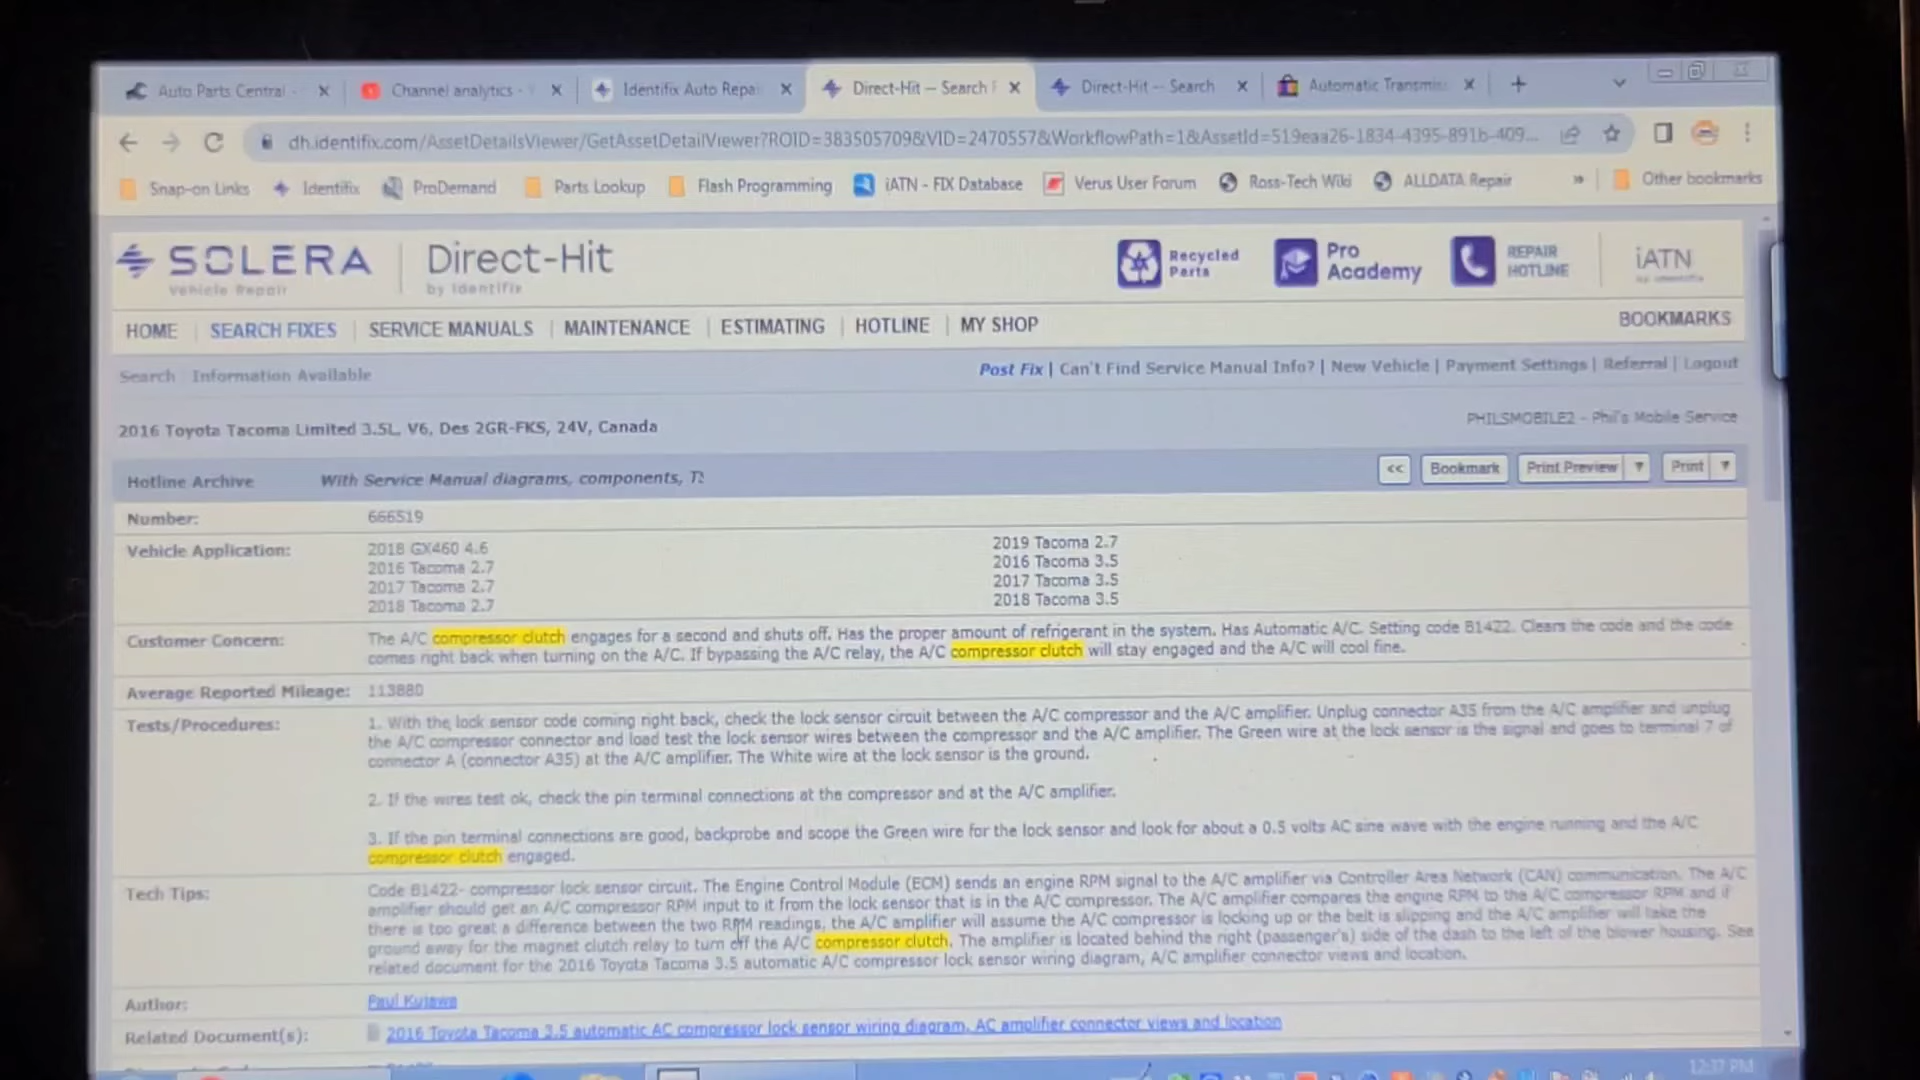 Auto Parts Central -
Channel analytics -
Identifix Auto Repai
Direct-Hit -- Search F
Direct-Hit -- Search
Automatic Transmis
dh.identifix.com/AssetDetailsViewer/GetAssetDetailViewer?ROID=383505709&VID=2470557&WorkflowPath=1&AssetId=519eaa26-1834-4395-891b-409...
Snap-on Links Identifix ProDemand Parts Lookup Flash Programming iATN - FIX Database Verus User Forum Ross-Tech Wiki ALLDATA Repair » Other bookmarks
SOLERA
Vehicle Repair
Direct-Hit
by Identifix
Recycled
Parts
Pro
Academy
REPAIR
HOTLINE
iATN
by Identifix
HOME | SEARCH FIXES | SERVICE MANUALS | MAINTENANCE | ESTIMATING | HOTLINE | MY SHOP BOOKMARKS
Search Information Available
Post Fix | Can't Find Service Manual Info? | New Vehicle | Payment Settings | Referral | Logout
2016 Toyota Tacoma Limited 3.5L, V6, Des 2GR-FKS, 24V, Canada
PHILSMOBILE2 - Phil's Mobile Service
Hotline Archive With Service Manual diagrams, components, T
<< Bookmark Print Preview Print
Number: 666519
Vehicle Application:
2018 GX460 4.6
2016 Tacoma 2.7
2017 Tacoma 2.7
2018 Tacoma 2.7
2019 Tacoma 2.7
2016 Tacoma 3.5
2017 Tacoma 3.5
2018 Tacoma 3.5
Customer Concern: The A/C compressor clutch engages for a second and shuts off. Has the proper amount of refrigerant in the system. Has Automatic A/C. Setting code B1422. Clears the code and the code
comes right back when turning on the A/C. If bypassing the A/C relay, the A/C compressor clutch will stay engaged and the A/C will cool fine.
Average Reported Mileage: 113880
Tests/Procedures: 1. With the lock sensor code coming right back, check the lock sensor circuit between the A/C compressor and the A/C amplifier. Unplug connector A35 from the A/C amplifier and unplug
the A/C compressor connector and load test the lock sensor wires between the compressor and the A/C amplifier. The Green wire at the lock sensor is the signal and goes to terminal 7 of
connector A (connector A35) at the A/C amplifier. The White wire at the lock sensor is the ground.
2. If the wires test ok, check the pin terminal connections at the compressor and at the A/C amplifier.
3. If the pin terminal connections are good, backprobe and scope the Green wire for the lock sensor and look for about a 0.5 volts AC sine wave with the engine running and the A/C
compressor clutch engaged.
Tech Tips: Code B1422- compressor lock sensor circuit. The Engine Control Module (ECM) sends an engine RPM signal to the A/C amplifier via Controller Area Network (CAN) communication. The A/C
amplifier should get an A/C compressor RPM input to it from the lock sensor that is in the A/C compressor. The A/C amplifier compares the engine RPM to the A/C compressor RPM and if
there is too great a difference between the two RPM readings, the A/C amplifier will assume the A/C compressor is locking up or the belt is slipping and the A/C amplifier will take the
ground away for the magnet clutch relay to turn off the A/C compressor clutch. The amplifier is located behind the right (passenger's) side of the dash to the left of the blower housing. See
related document for the 2016 Toyota Tacoma 3.5 automatic A/C compressor lock sensor wiring diagram, A/C amplifier connector views and location.
Author: Paul Kujawa
Related Document(s): 2016 Toyota Tacoma 3.5 automatic AC compressor lock sensor wiring diagram, AC amplifier connector views and location
12:37 PM